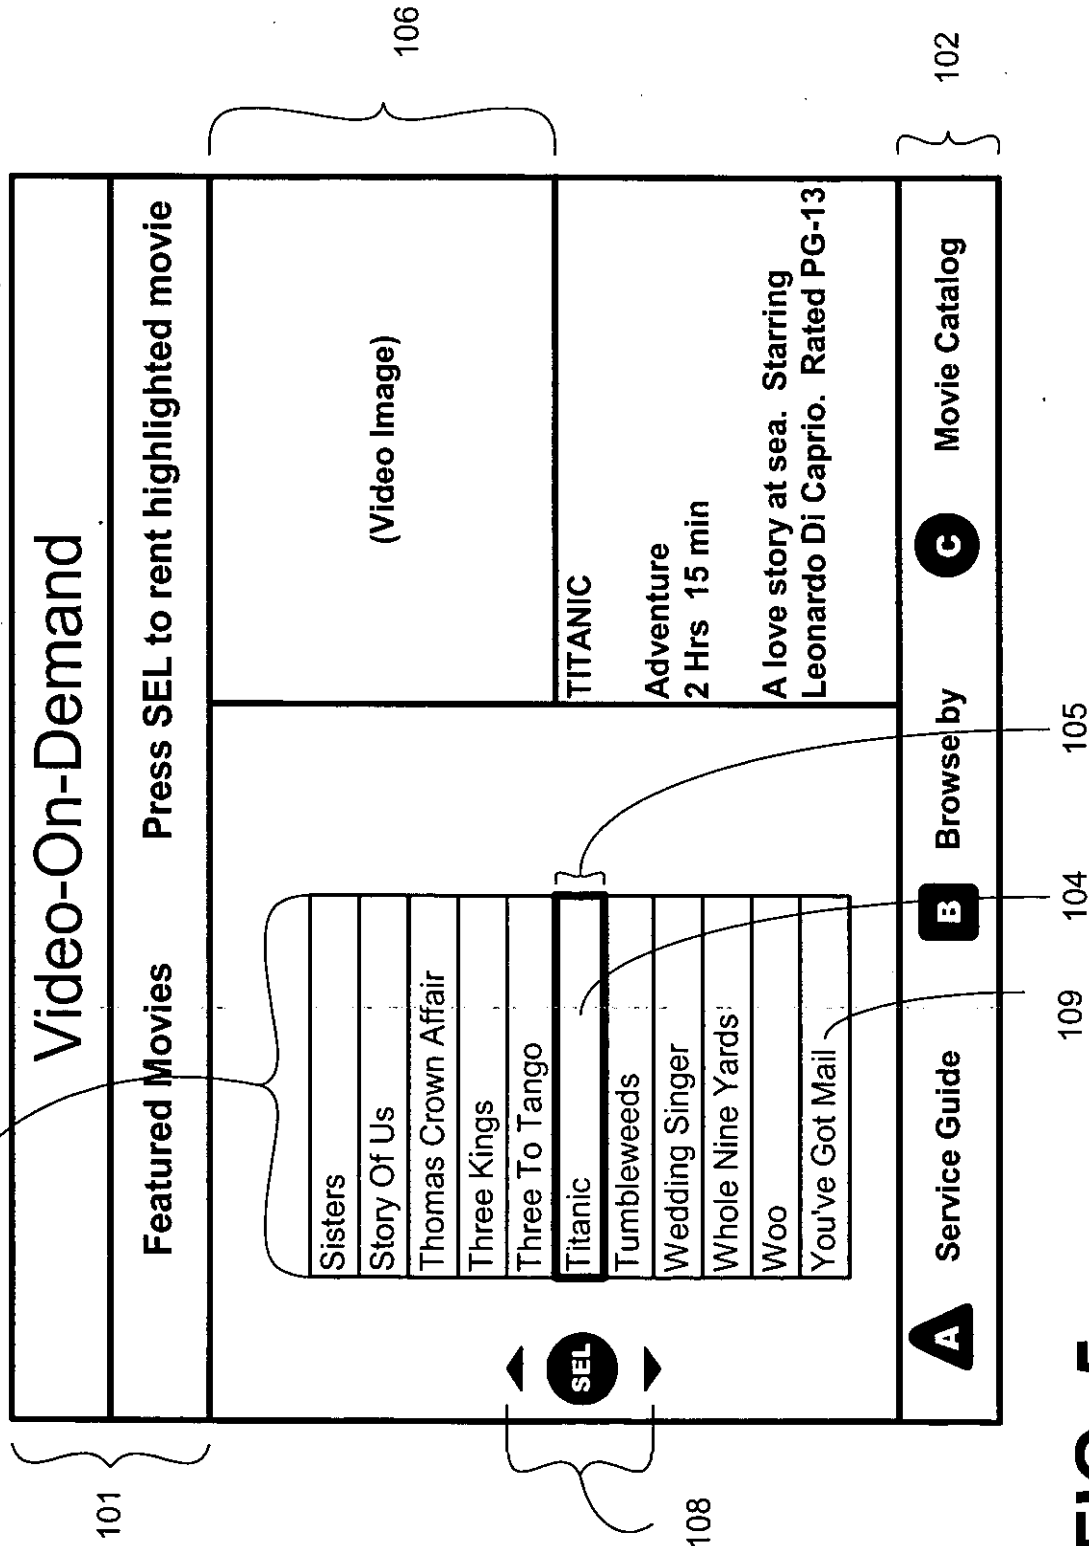 Video-On-Demand
Featured Movies Press SEL to rent highlighted movie
101
106
(Video Image)
Sisters
Story Of Us
Thomas Crown Affair
Three Kings
Three To Tango
Titanic
Tumbleweeds
Wedding Singer
Whole Nine Yards
Woo
You've Got Mail
SEL
108
TITANIC
Adventure
2 Hrs 15 min
A love story at sea. Starring
Leonardo Di Caprio. Rated PG-13
A Service Guide B Browse by C Movie Catalog
102
109
104
105